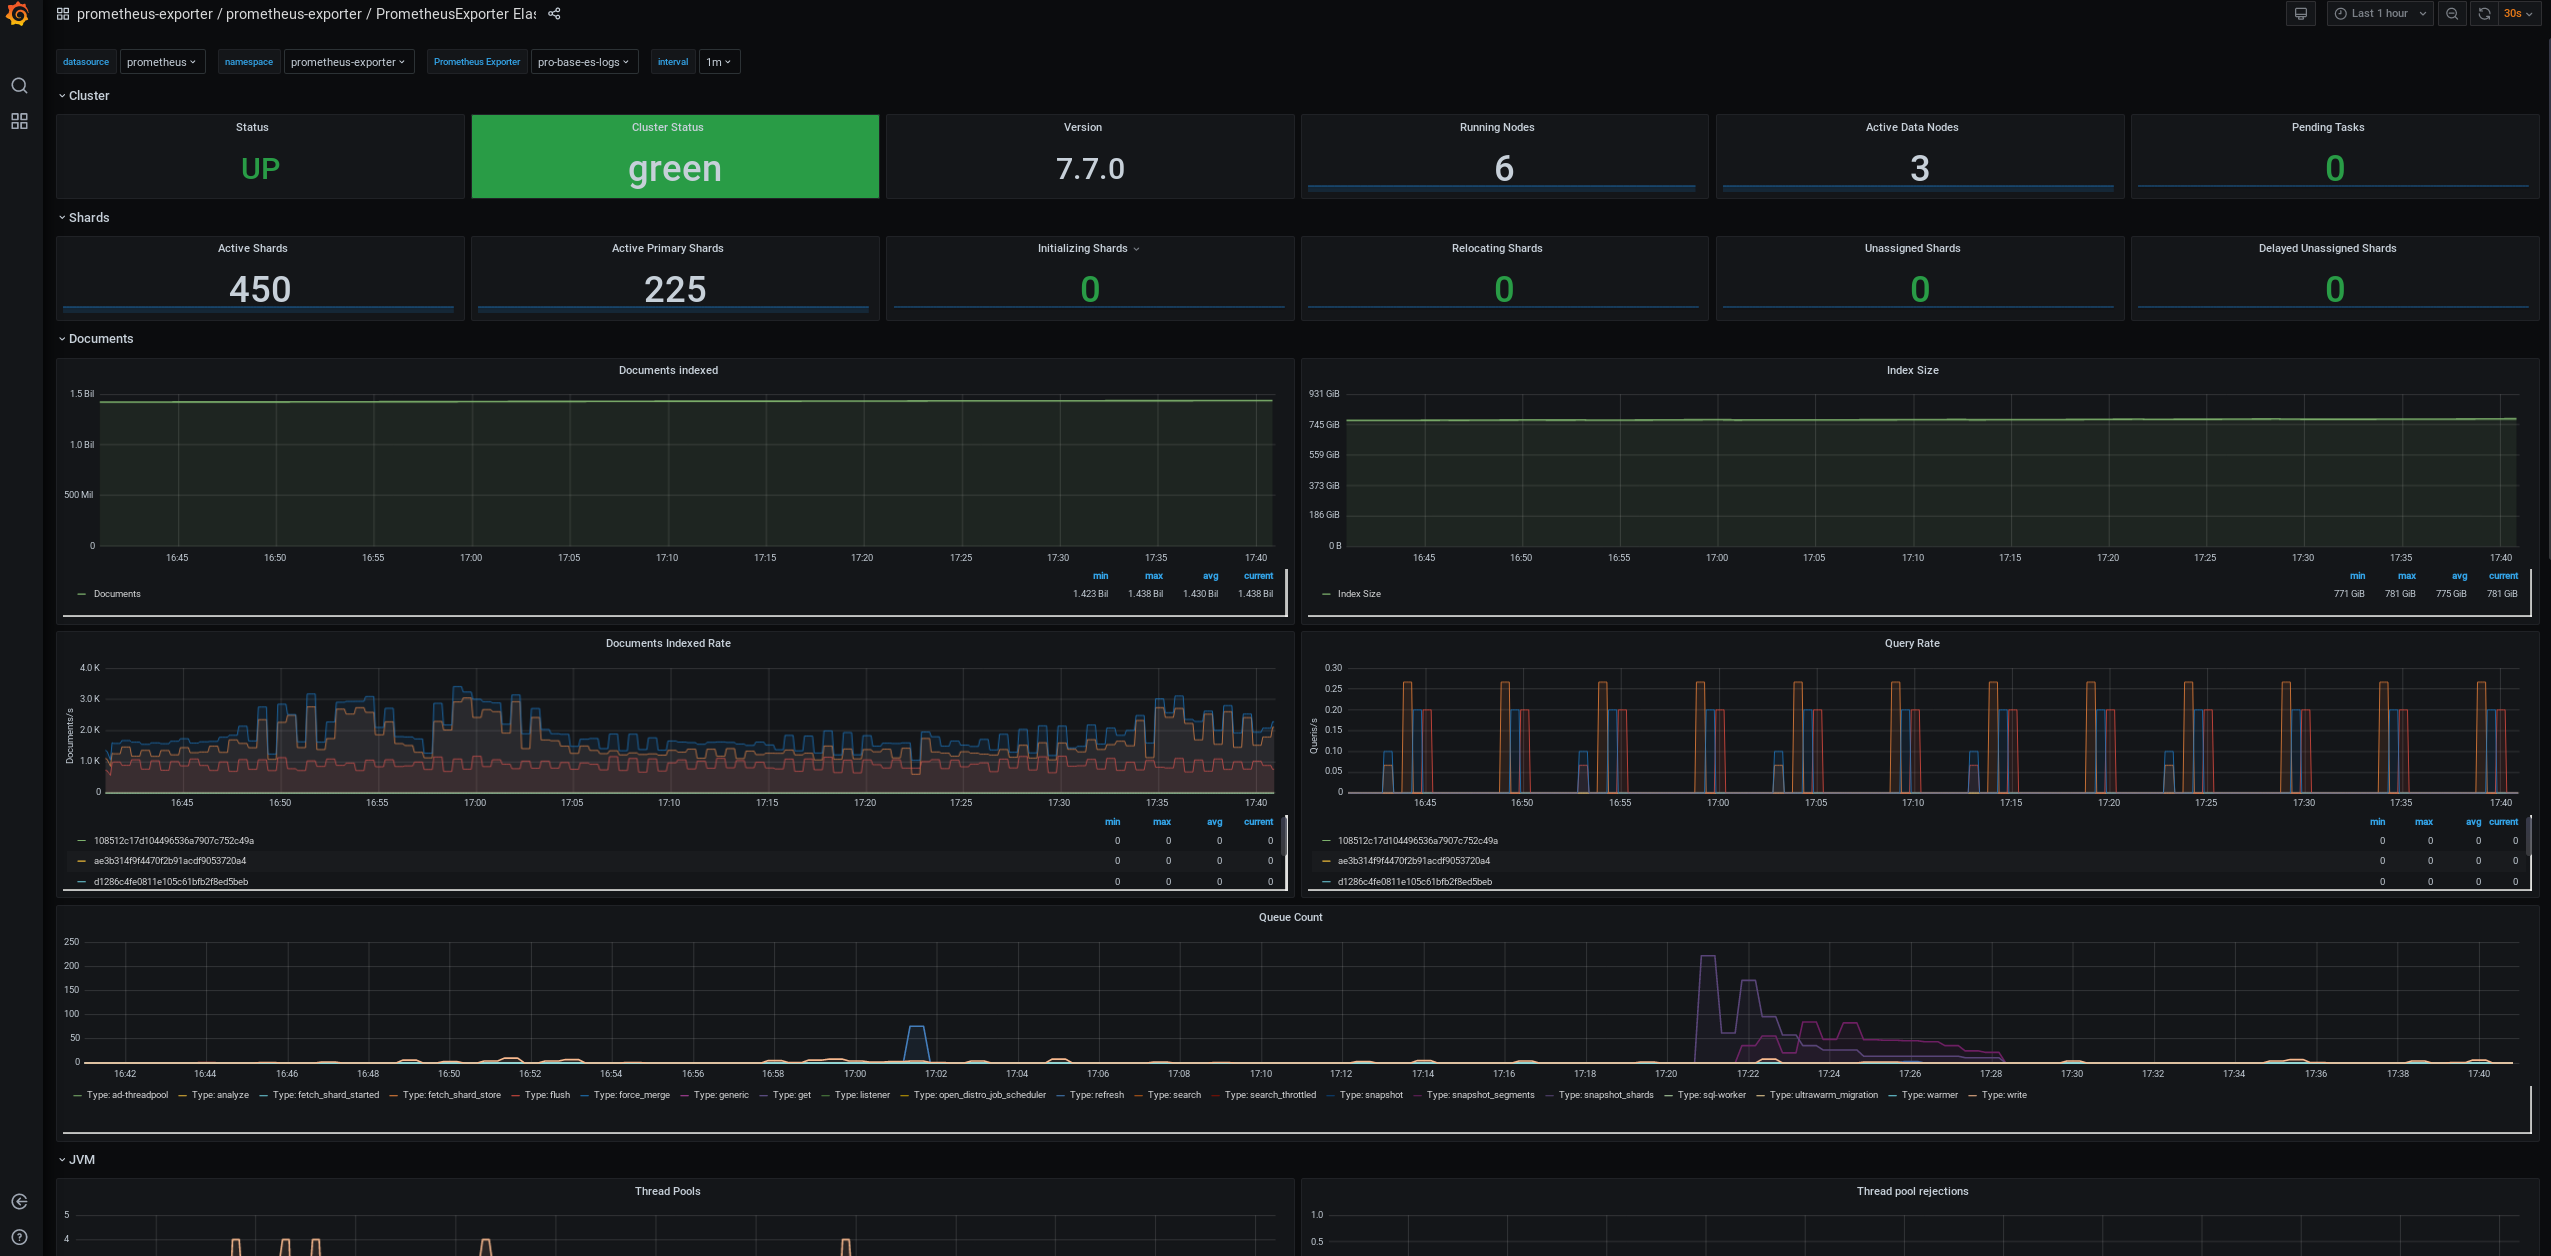 prometheus-exporter / prometheus-exporter / PrometheusExporter Elas
Last 1 hour
30s
datasource prometheus namespace prometheus-exporter Prometheus Exporter pro-base-es-logs interval 1m
Cluster
Status Cluster Status Version Running Nodes Active Data Nodes Pending Tasks
UP green 7.7.0 6 3 0
Shards
Active Shards Active Primary Shards Initializing Shards Relocating Shards Unassigned Shards Delayed Unassigned Shards
450 225 0 0 0 0
Documents
Documents indexed
1.5 Bil
1.0 Bil
500 Mil
0
16:45 16:50 16:55 17:00 17:05 17:10 17:15 17:20 17:25 17:30 17:35 17:40
min max avg current
Documents 1.423 Bil 1.438 Bil 1.430 Bil 1.438 Bil
Index Size
931 GiB
745 GiB
559 GiB
373 GiB
186 GiB
0 B
16:45 16:50 16:55 17:00 17:05 17:10 17:15 17:20 17:25 17:30 17:35 17:40
min max avg current
Index Size 771 GiB 781 GiB 775 GiB 781 GiB
Documents Indexed Rate
Documents/s
4.0 K
3.0 K
2.0 K
1.0 K
0
16:45 16:50 16:55 17:00 17:05 17:10 17:15 17:20 17:25 17:30 17:35 17:40
min max avg current
108512c17d104496536a7907c752c49a 0 0 0 0
ae3b314f9f4470f2b91acdf9053720a4 0 0 0 0
d1286c4fe0811e105c61bfb2f8ed5beb 0 0 0 0
Query Rate
Queris/s
0.30
0.25
0.20
0.15
0.10
0.05
0
16:45 16:50 16:55 17:00 17:05 17:10 17:15 17:20 17:25 17:30 17:35 17:40
min max avg current
108512c17d104496536a7907c752c49a 0 0 0 0
ae3b314f9f4470f2b91acdf9053720a4 0 0 0 0
d1286c4fe0811e105c61bfb2f8ed5beb 0 0 0 0
Queue Count
250
200
150
100
50
0
16:42 16:44 16:46 16:48 16:50 16:52 16:54 16:56 16:58 17:00 17:02 17:04 17:06 17:08 17:10 17:12 17:14 17:16 17:18 17:20 17:22 17:24 17:26 17:28 17:30 17:32 17:34 17:36 17:38 17:40
Type: ad-threadpool Type: analyze Type: fetch_shard_started Type: fetch_shard_store Type: flush Type: force_merge Type: generic Type: get Type: listener Type: open_distro_job_scheduler Type: refresh Type: search Type: search_throttled Type: snapshot Type: snapshot_segments Type: snapshot_shards Type: sql-worker Type: ultrawarm_migration Type: warmer Type: write
JVM
Thread Pools
5
4
Thread pool rejections
1.0
0.5